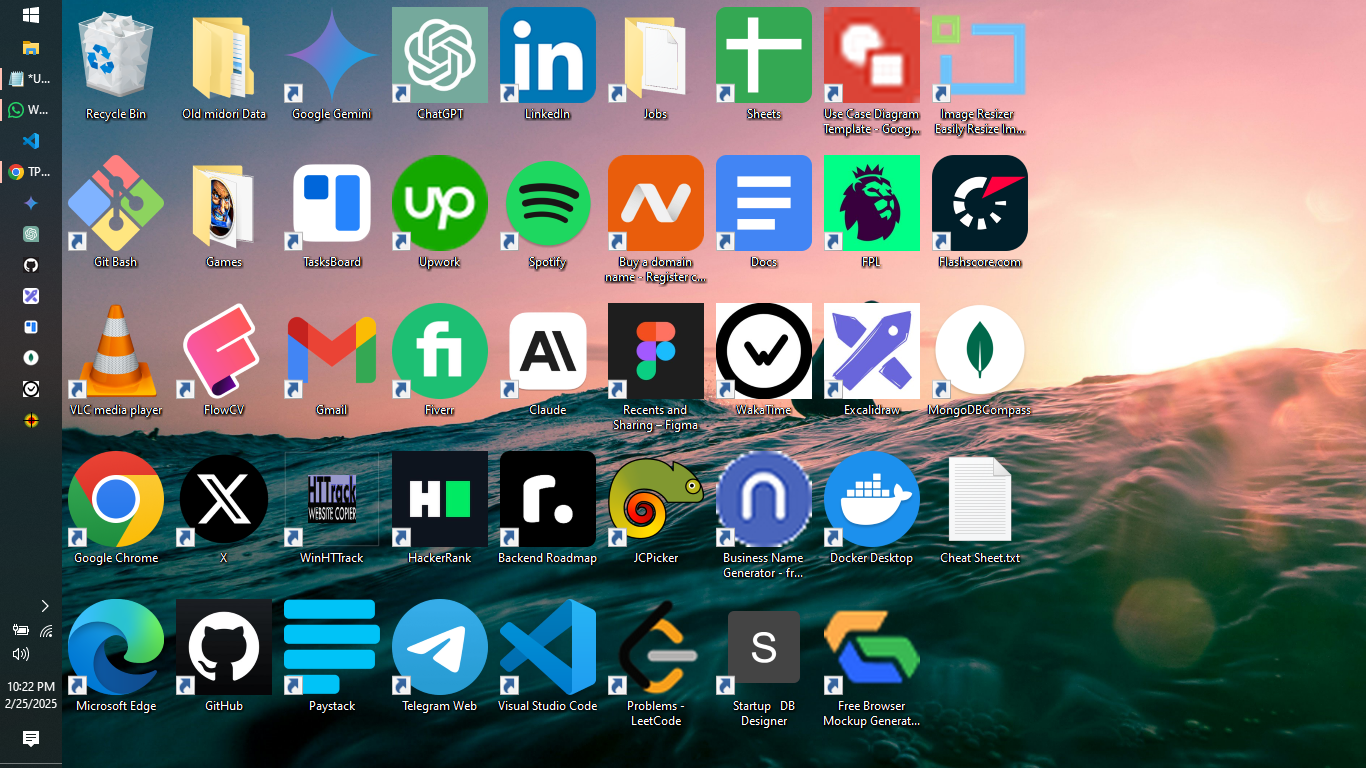 *U...
W...
TP...
10:22 PM
2/25/2025
Recycle Bin
Old midori Data
Google Gemini
ChatGPT
in
LinkedIn
Jobs
Sheets
Use Case Diagram
Template - Goog...
Image Resizer
Easily Resize Im...
Git Bash
Games
TasksBoard
up
Upwork
Spotify
Buy a domain
name - Register c...
Docs
FPL
Flashscore.com
VLC media player
FlowCV
Gmail
fi
Fiverr
AI
Claude
Recents and
Sharing – Figma
WakaTime
Excalidraw
MongoDBCompass
Google Chrome
X
HTTrack
WEBSITE COPIER
WinHTTrack
H
HackerRank
r.
Backend Roadmap
JCPicker
n
Business Name
Generator - fr...
Docker Desktop
Cheat Sheet.txt
Microsoft Edge
GitHub
Paystack
Telegram Web
Visual Studio Code
Problems -
LeetCode
S
Startup DB
Designer
Free Browser
Mockup Generat...